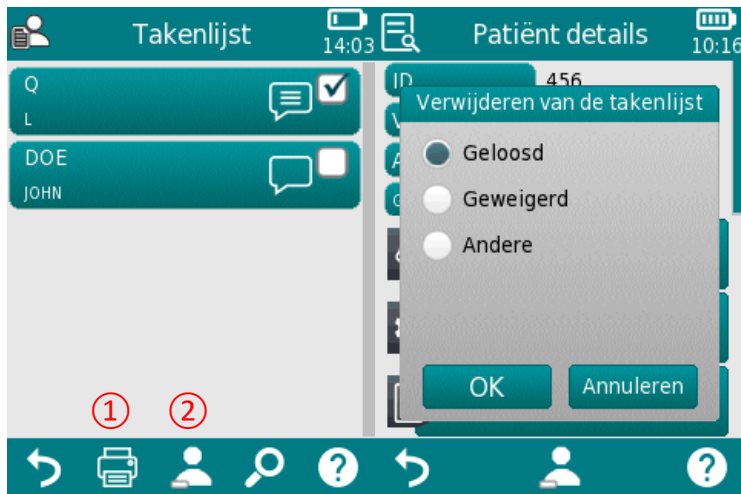 Takenlijst
14:03
Q
L
DOE
JOHN
① ②
?
Patiënt details
10:16
ID 456
Verwijderen van de takenlijst
Geloosd
Geweigerd
Andere
OK Annuleren
?